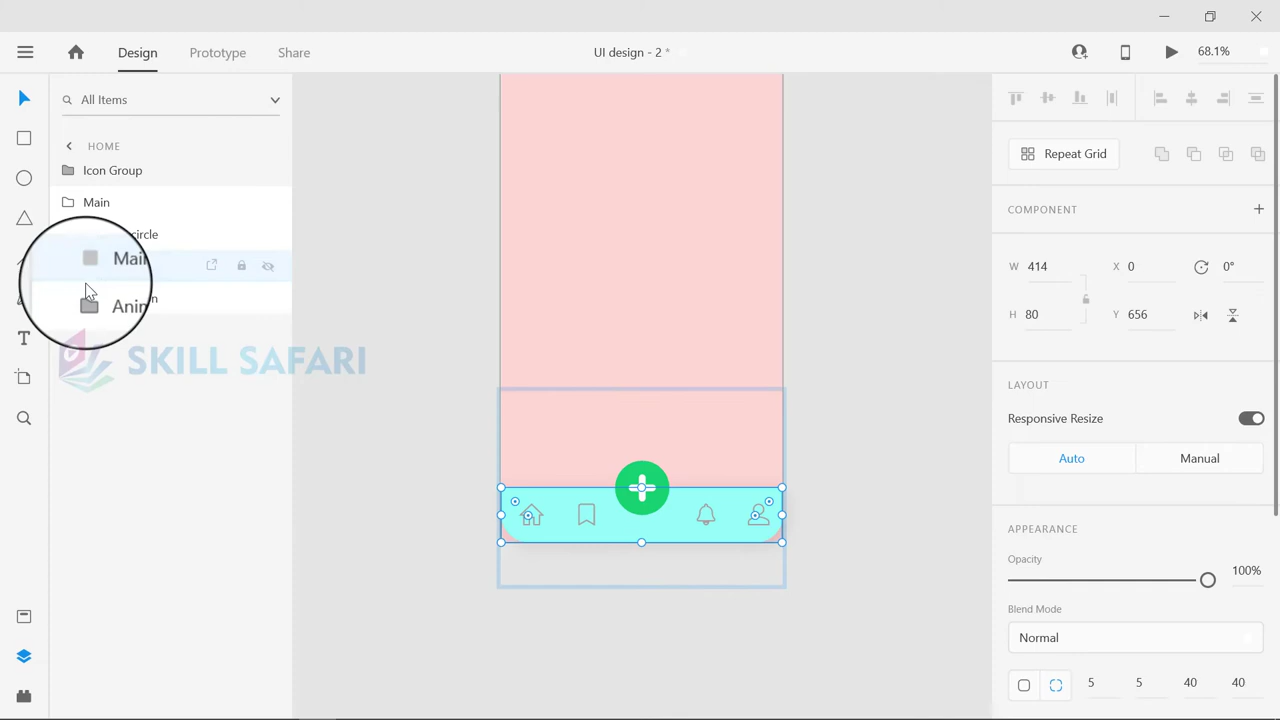 Design Prototype Share UI design - 2 * 68.1%
All Items
HOME
Icon Group
Main
circle
Main
Anim
n
SKILL SAFARI
Repeat Grid
COMPONENT
W 414 X 0 0°
H 80 Y 656
LAYOUT
Responsive Resize
Auto Manual
APPEARANCE
Opacity
100%
Blend Mode
Normal
5 5 40 40